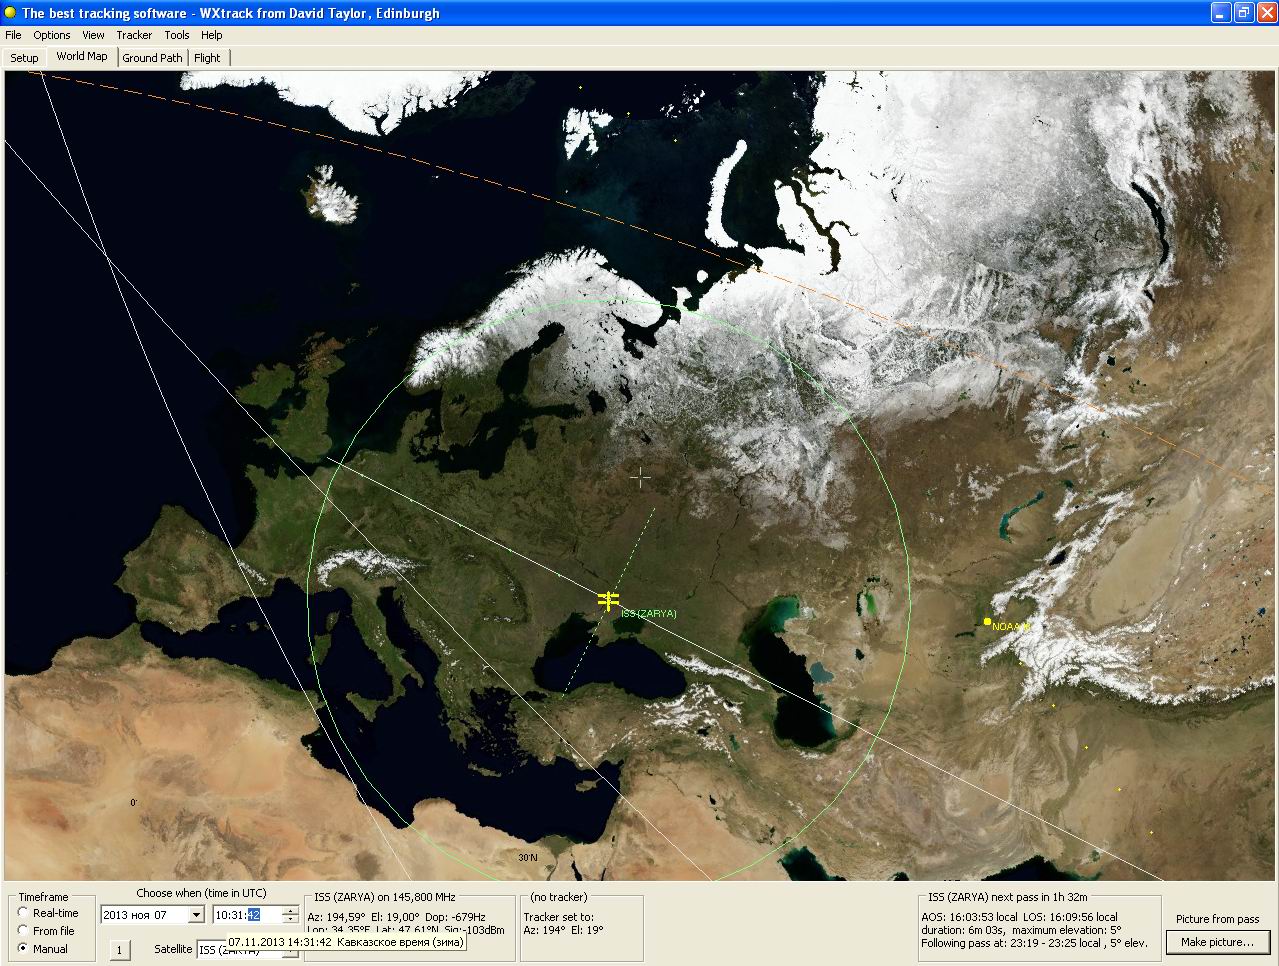 The best tracking software - WXtrack from David Taylor, Edinburgh
File Options View Tracker Tools Help
Setup World Map Ground Path Flight
ISS (ZARYA)
NOAA
0'
30'N
Timeframe
Real-time
From file
Manual
Choose when (time in UTC)
2013 ноя 07
10:31:42
1
Satellite
ISS (ZARYA)
07.11.2013 14:31:42 Кавказское время (зима)
ISS (ZARYA) on 145,800 MHz
Az: 194,59° El: 19,00° Dop: -679Hz
Lon: 34,35°E Lat: 47,61°N Sig:-103dBm
(no tracker)
Tracker set to:
Az: 194° El: 19°
ISS (ZARYA) next pass in 1h 32m
AOS: 16:03:53 local LOS: 16:09:56 local
duration: 6m 03s, maximum elevation: 5°
Following pass at: 23:19 - 23:25 local , 5° elev.
Picture from pass
Make picture...